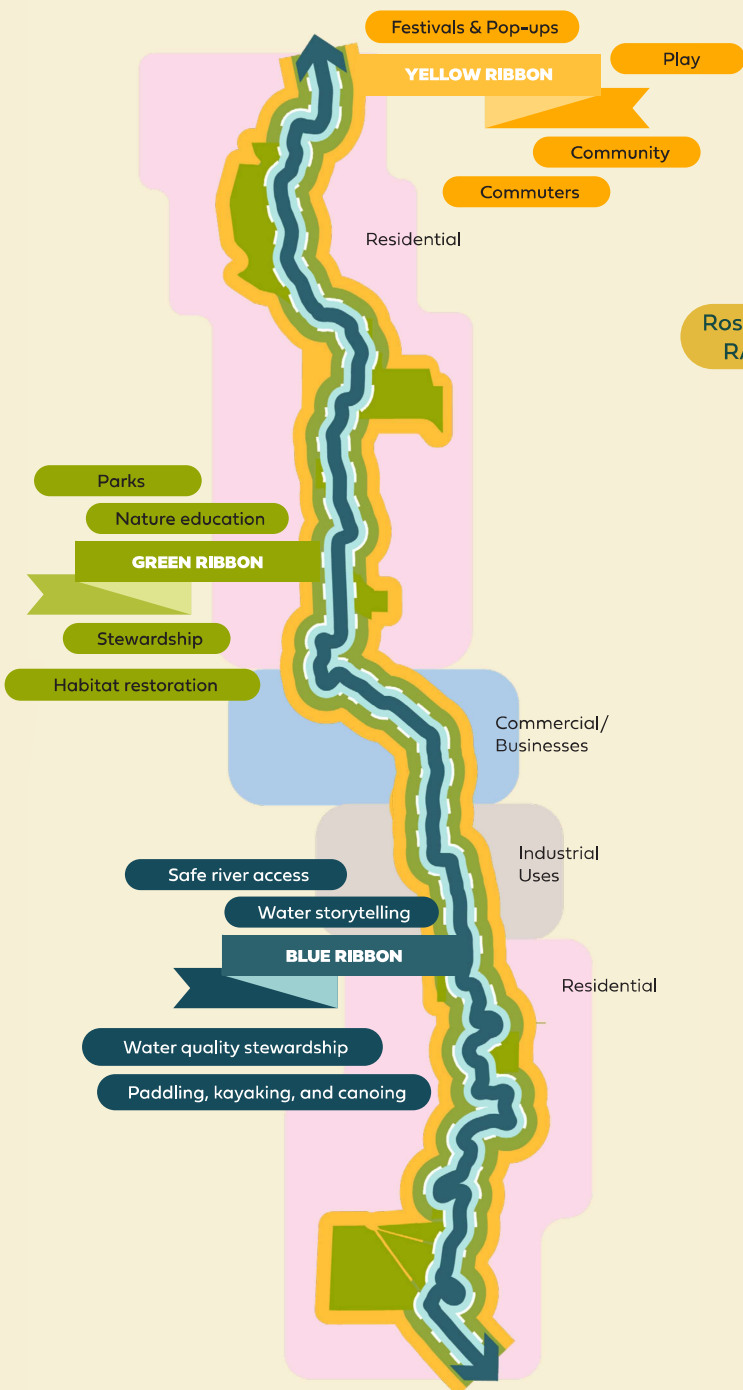 Festivals & Pop-ups
YELLOW RIBBON
Play
Community
Commuters
Residential
Parks
Nature education
GREEN RIBBON
Stewardship
Habitat restoration
Commercial/
Businesses
Industrial
Uses
Safe river access
Water storytelling
BLUE RIBBON
Residential
Water quality stewardship
Paddling, kayaking, and canoing